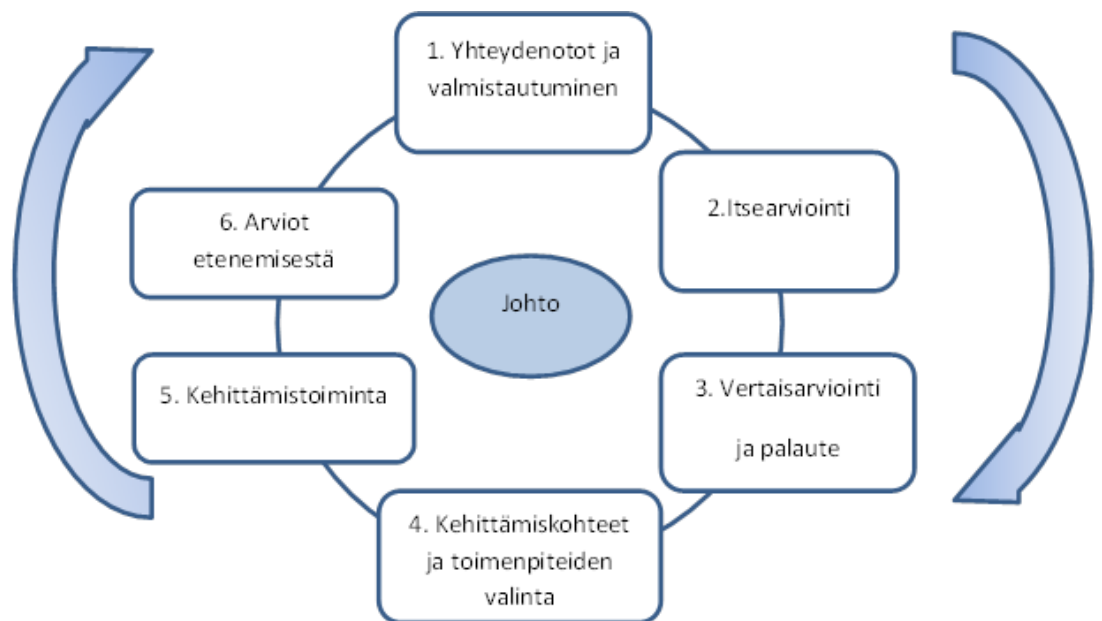 1. Yhteydenotot ja
valmistautuminen
2.Itsearviointi
3. Vertaisarviointi
ja palaute
4. Kehittämiskohteet
ja toimenpiteiden
valinta
5. Kehittämistoiminta
6. Arviot
etenemisestä
Johto